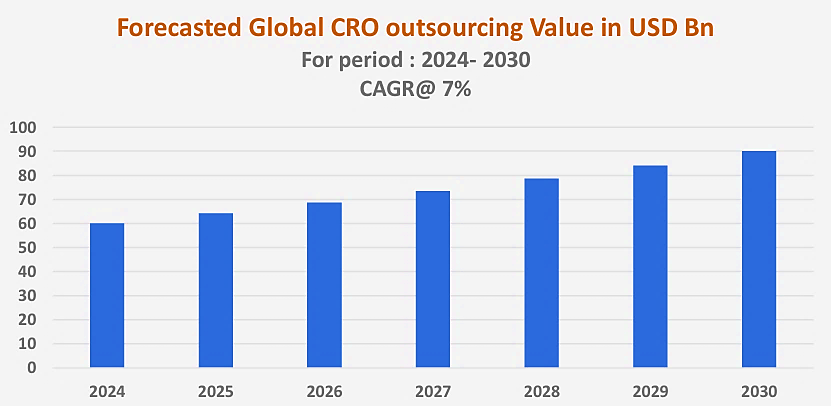 Forecasted Global CRO outsourcing Value in USD Bn
For period : 2024- 2030
CAGR@ 7%
100
90
80
70
60
50
40
30
20
10
0
2024 2025 2026 2027 2028 2029 2030